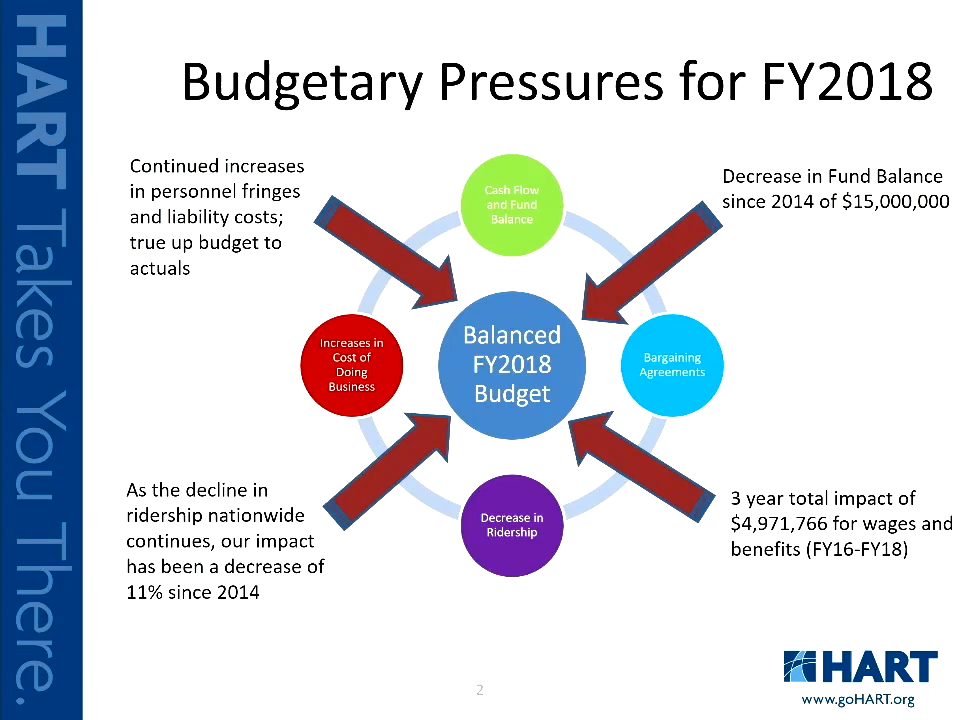 HART Takes You There.
Budgetary Pressures for FY2018
Continued increases
in personnel fringes
and liability costs;
true up budget to
actuals
Cash Flow
and Fund
Balance
Decrease in Fund Balance
since 2014 of $15,000,000
Increases in
Cost of
Doing
Business
Balanced
FY2018
Budget
Bargaining
Agreements
As the decline in
ridership nationwide
continues, our impact
has been a decrease of
11% since 2014
Decrease in
Ridership
3 year total impact of
$4,971,766 for wages and
benefits (FY16-FY18)
2
HART
www.goHART.org